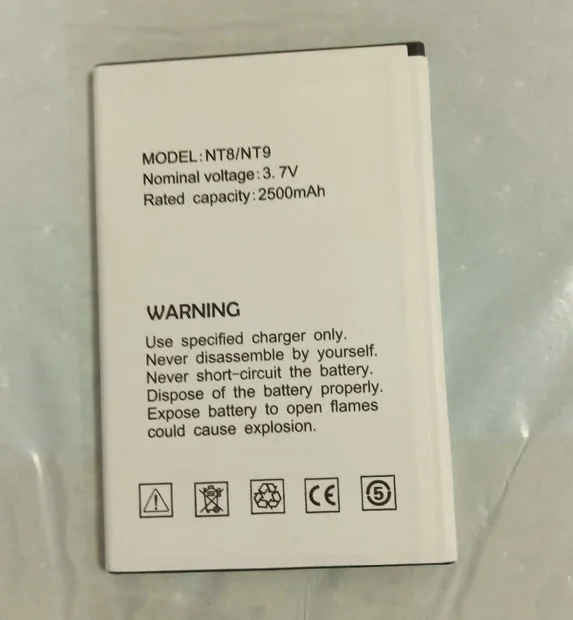 MODEL:NT8/NT9
Nominal voltage:3.7V
Rated capacity:2500mAh
WARNING
Use specified charger only.
Never disassemble by yourself.
Never short-circuit the battery.
Dispose of the battery properly.
Expose battery to open flames
could cause explosion.
! CE 5